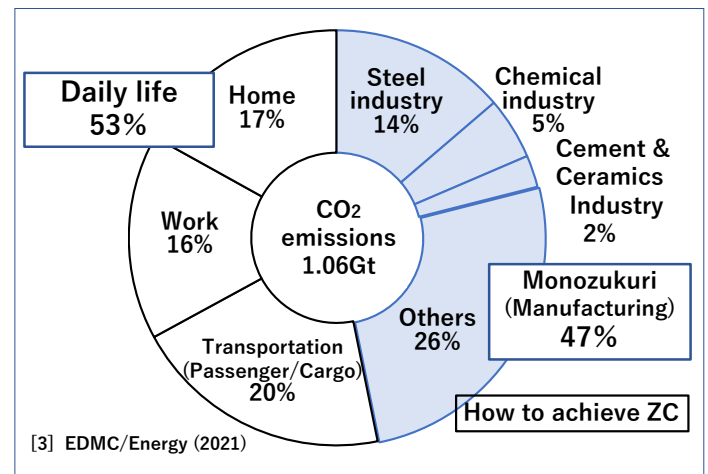 Daily life
53%
Home
17%
Steel
industry
14%
Chemical
industry
5%
Cement &
Ceramics
Industry
2%
Work
16%
CO2
emissions
1.06Gt
Monozukuri
(Manufacturing)
47%
Others
26%
Transportation
(Passenger/Cargo)
20%
How to achieve ZC
[3] EDMC/Energy (2021)